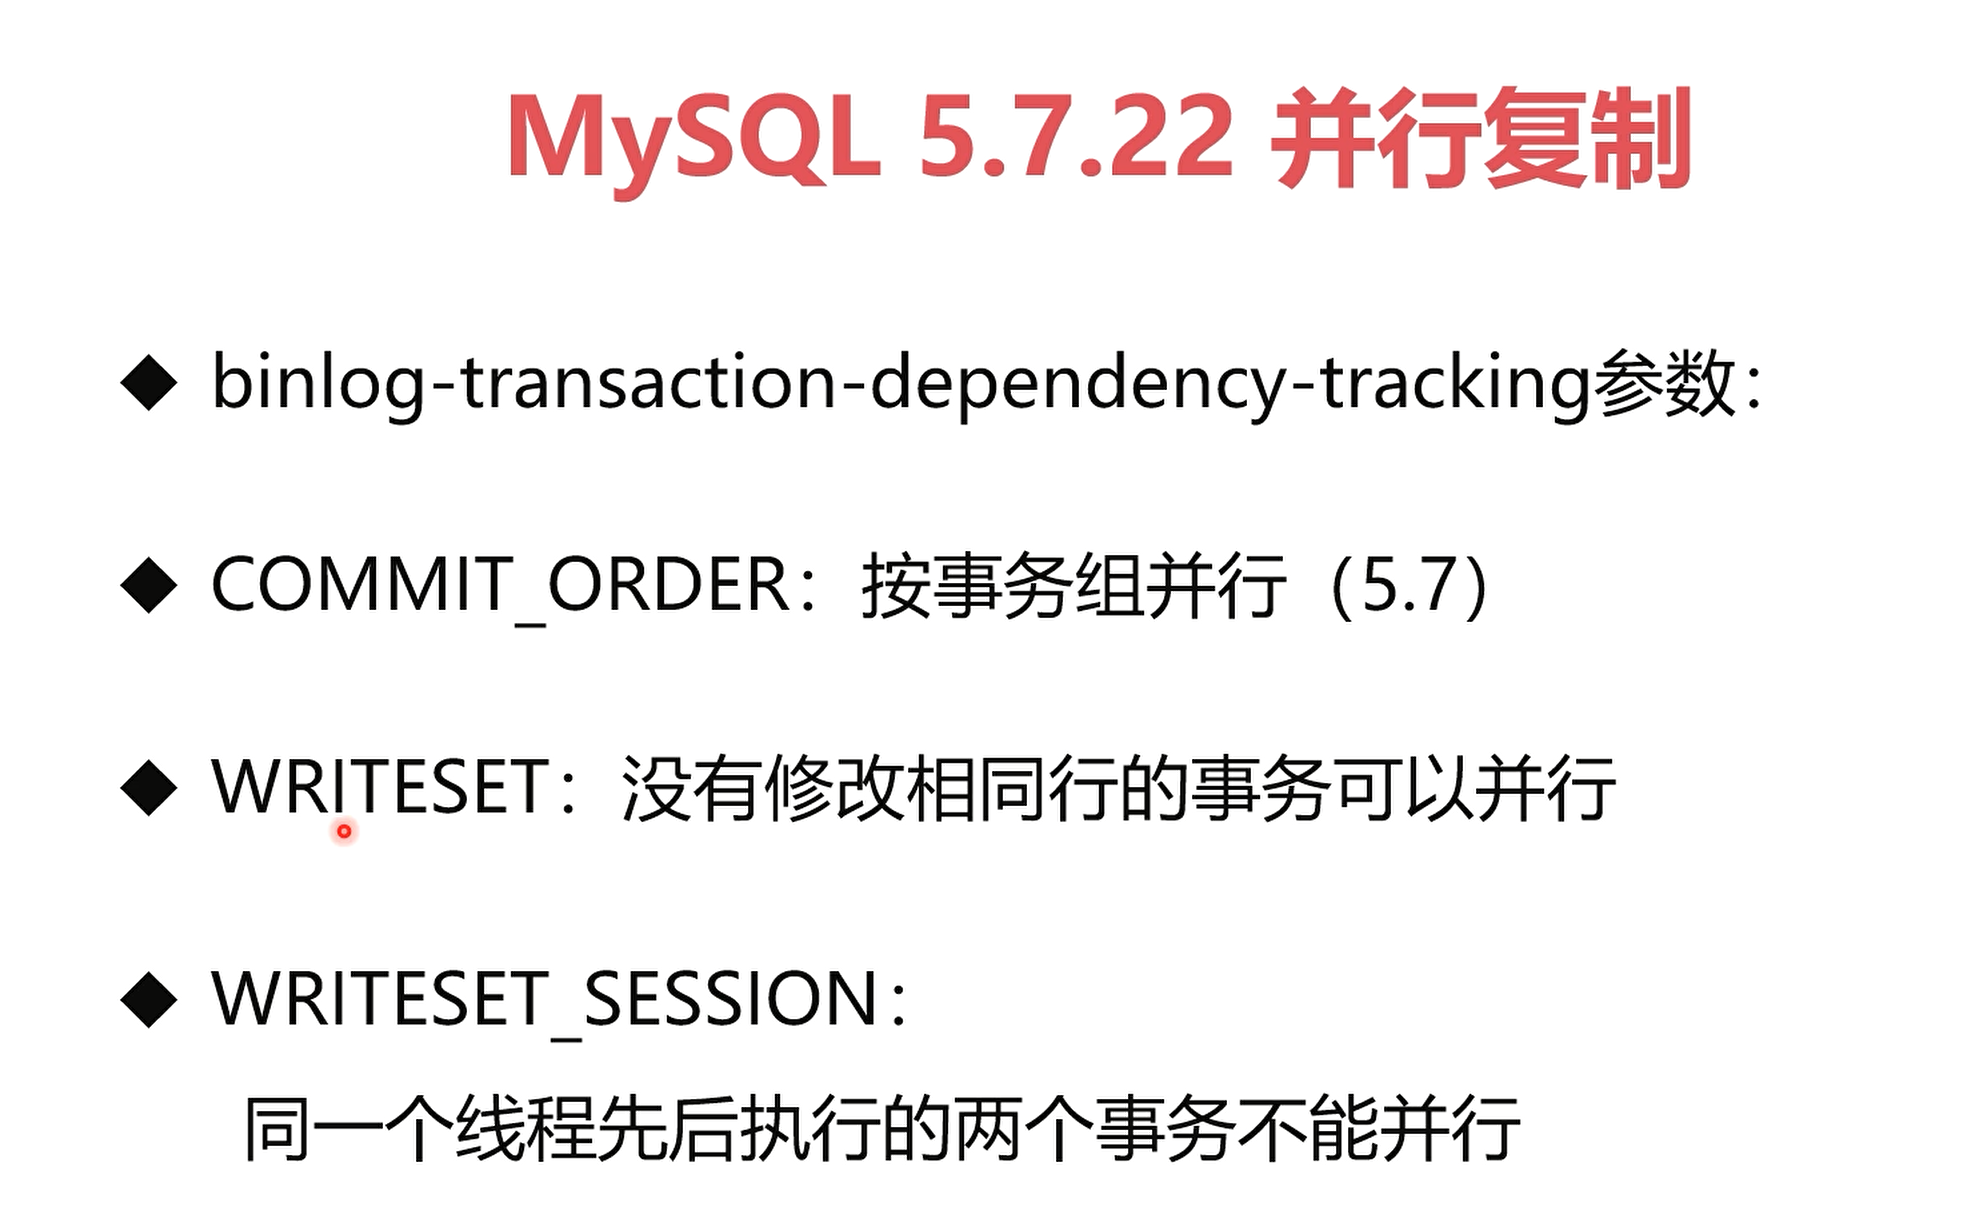 MySQL 5.7.22 并行复制
◆ binlog-transaction-dependency-tracking参数：
◆ COMMIT_ORDER：按事务组并行（5.7）
◆ WRITESET：没有修改相同行的事务可以并行
◆ WRITESET_SESSION：
同一个线程先后执行的两个事务不能并行